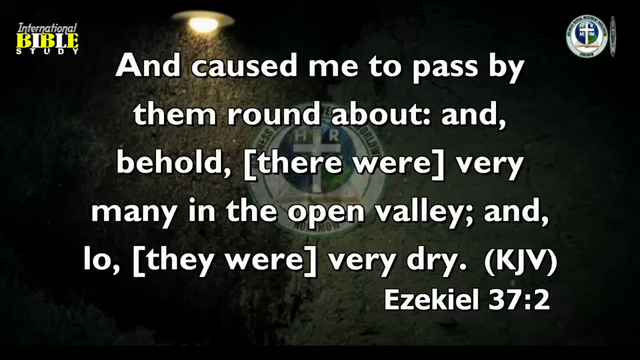 International
BIBLE
STUDY
And caused me to pass by
them round about: and,
behold, [there were] very
many in the open valley; and,
lo, [they were] very dry. (KJV)
Ezekiel 37:2